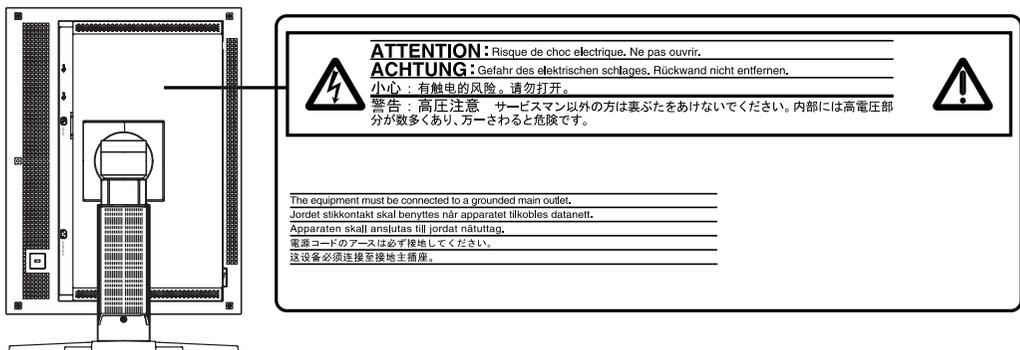 ATTENTION : Risque de choc electrique. Ne pas ouvrir.
ACHTUNG : Gefahr des elektrischen schlages. Rückwand nicht entfernen.
小心 : 有触电的风险。请勿打开。
警告 : 高圧注意 サービスマン以外の方は裏ぶたをあけないでください。内部には高電圧部
分が数多くあり、万一さわると危険です。
The equipment must be connected to a grounded main outlet.
Jordet stikkontakt skal benyttes når apparatet tilkobles datanett.
Apparaten skall anslutas till jordat nätuttag.
電源コードのアースは必ず接地してください。
这设备必须连接至接地主插座。